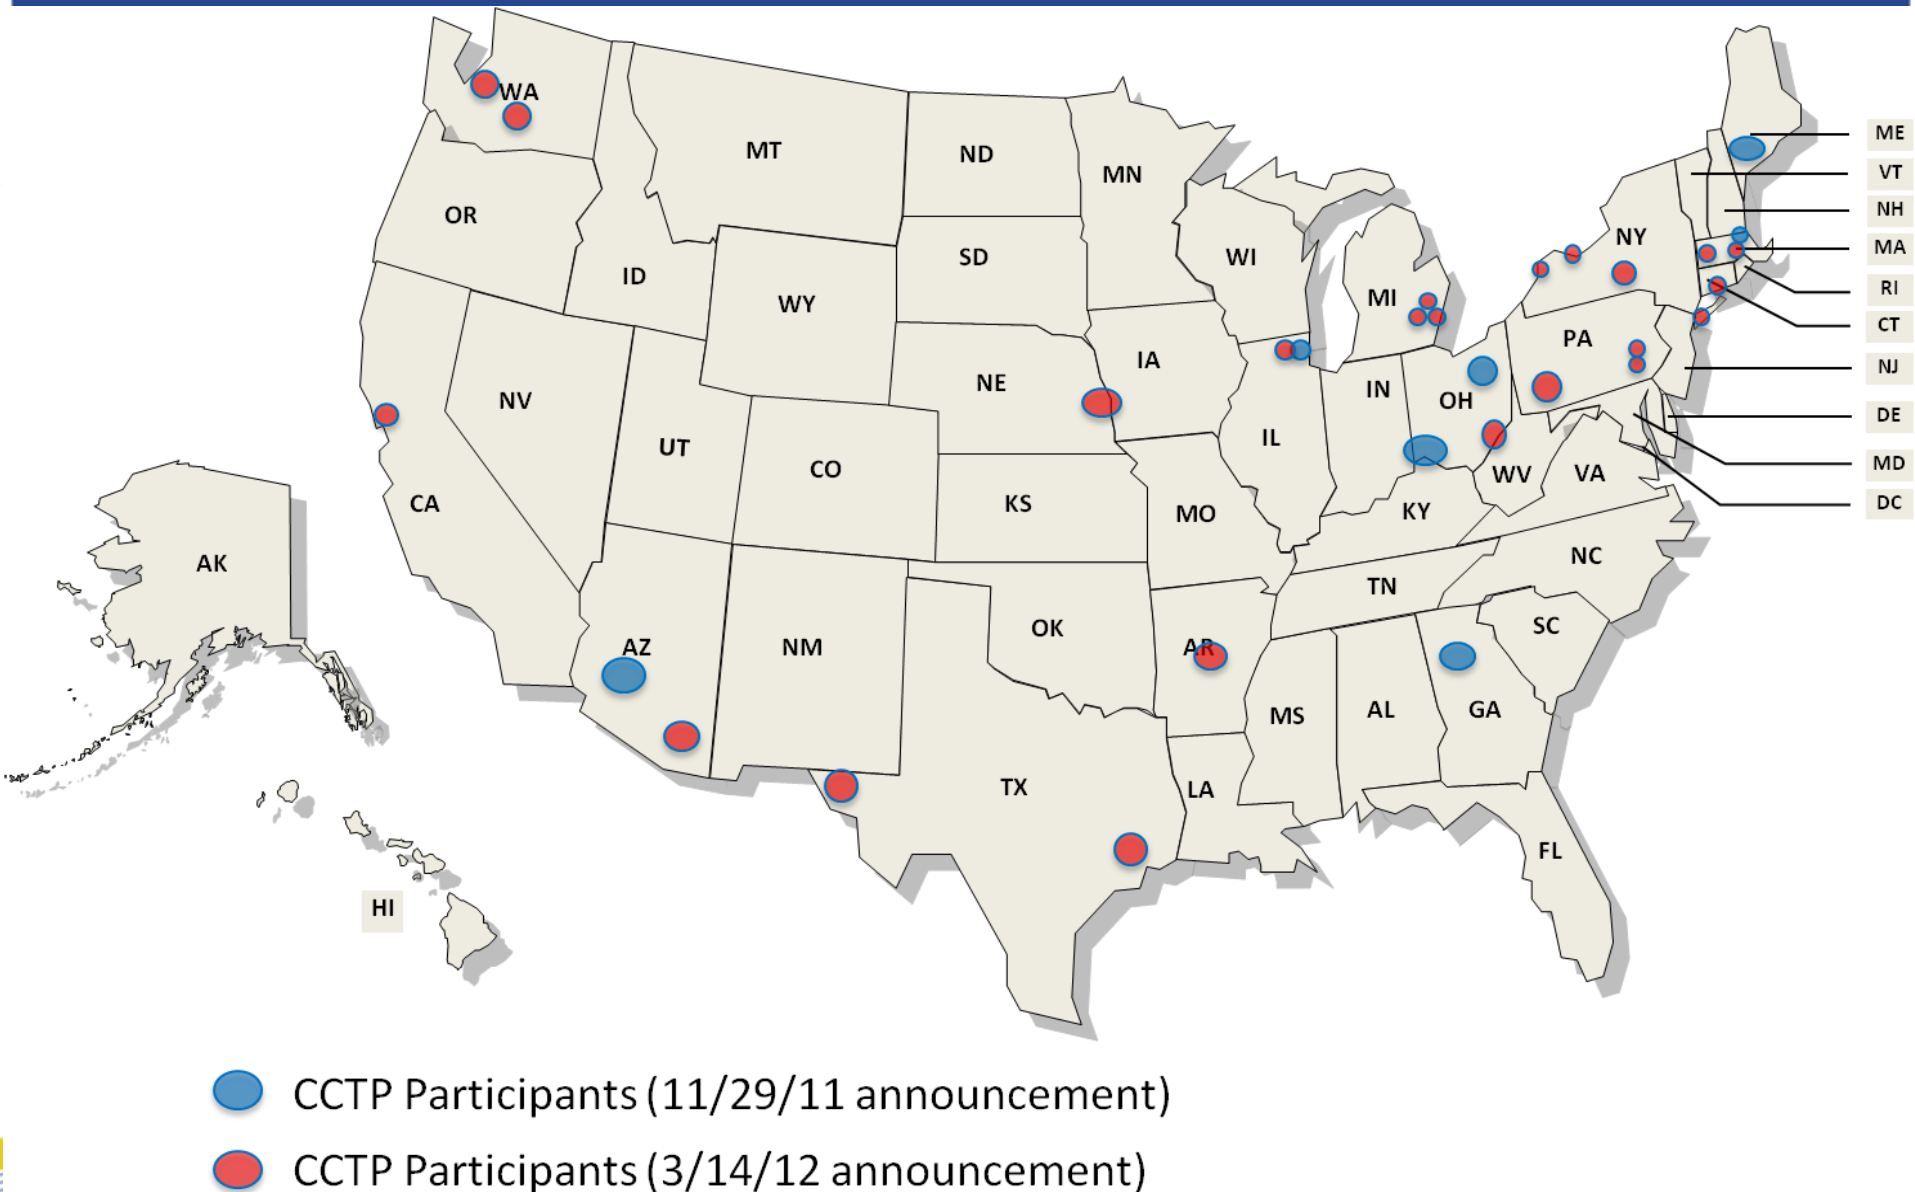 WA
MT
ND
MN
OR
ID
SD
WI
MI
NY
WY
IA
PA
NE
NV
OH
IN
UT
CO
IL
WV
VA
CA
KS
MO
KY
AK
NC
TN
AZ
NM
OK
AR
SC
MS
AL
GA
TX
LA
FL
HI
ME
VT
NH
MA
RI
CT
NJ
DE
MD
DC
CCTP Participants (11/29/11 announcement)
CCTP Participants (3/14/12 announcement)